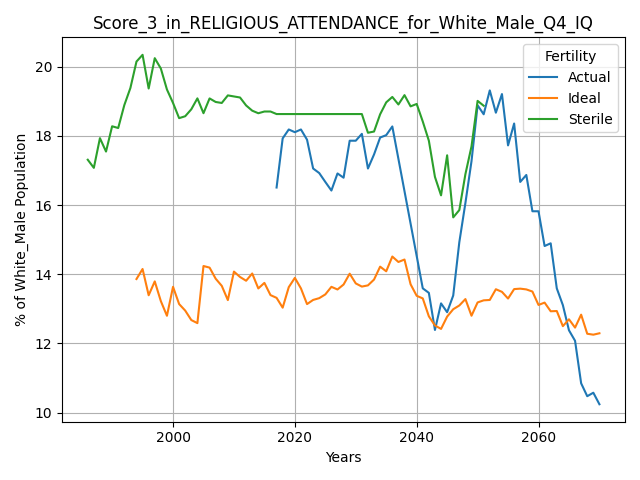 Score_3_in_RELIGIOUS_ATTENDANCE_for_White_Male_Q4_IQ
Fertility
Actual
Ideal
Sterile
% of White_Male Population
20
18
16
14
12
10
2000
2020
2040
2060
Years